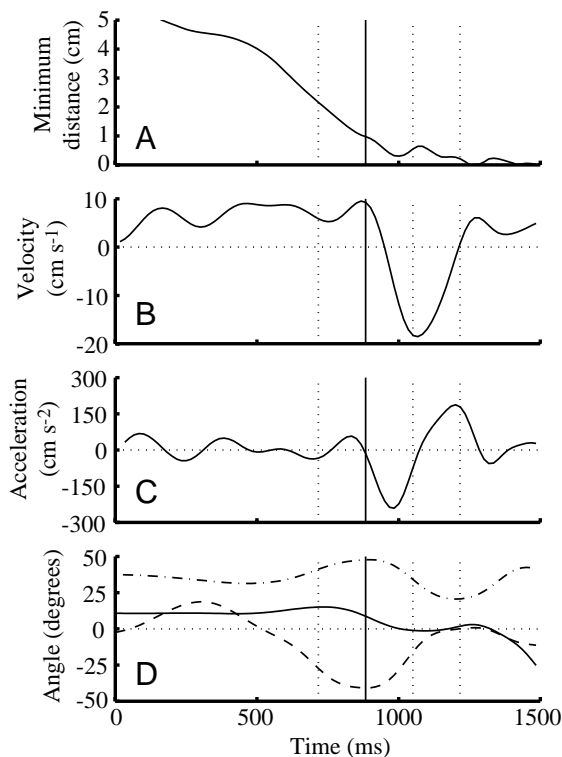 5
4
3
2
1
0
Minimum
distance (cm)
A
10
0
-10
-20
Velocity
(cm s-1)
B
300
150
0
-150
-300
Acceleration
(cm s-2)
C
50
25
0
-25
-50
Angle (degrees)
D
0 500 1000 1500
Time (ms)